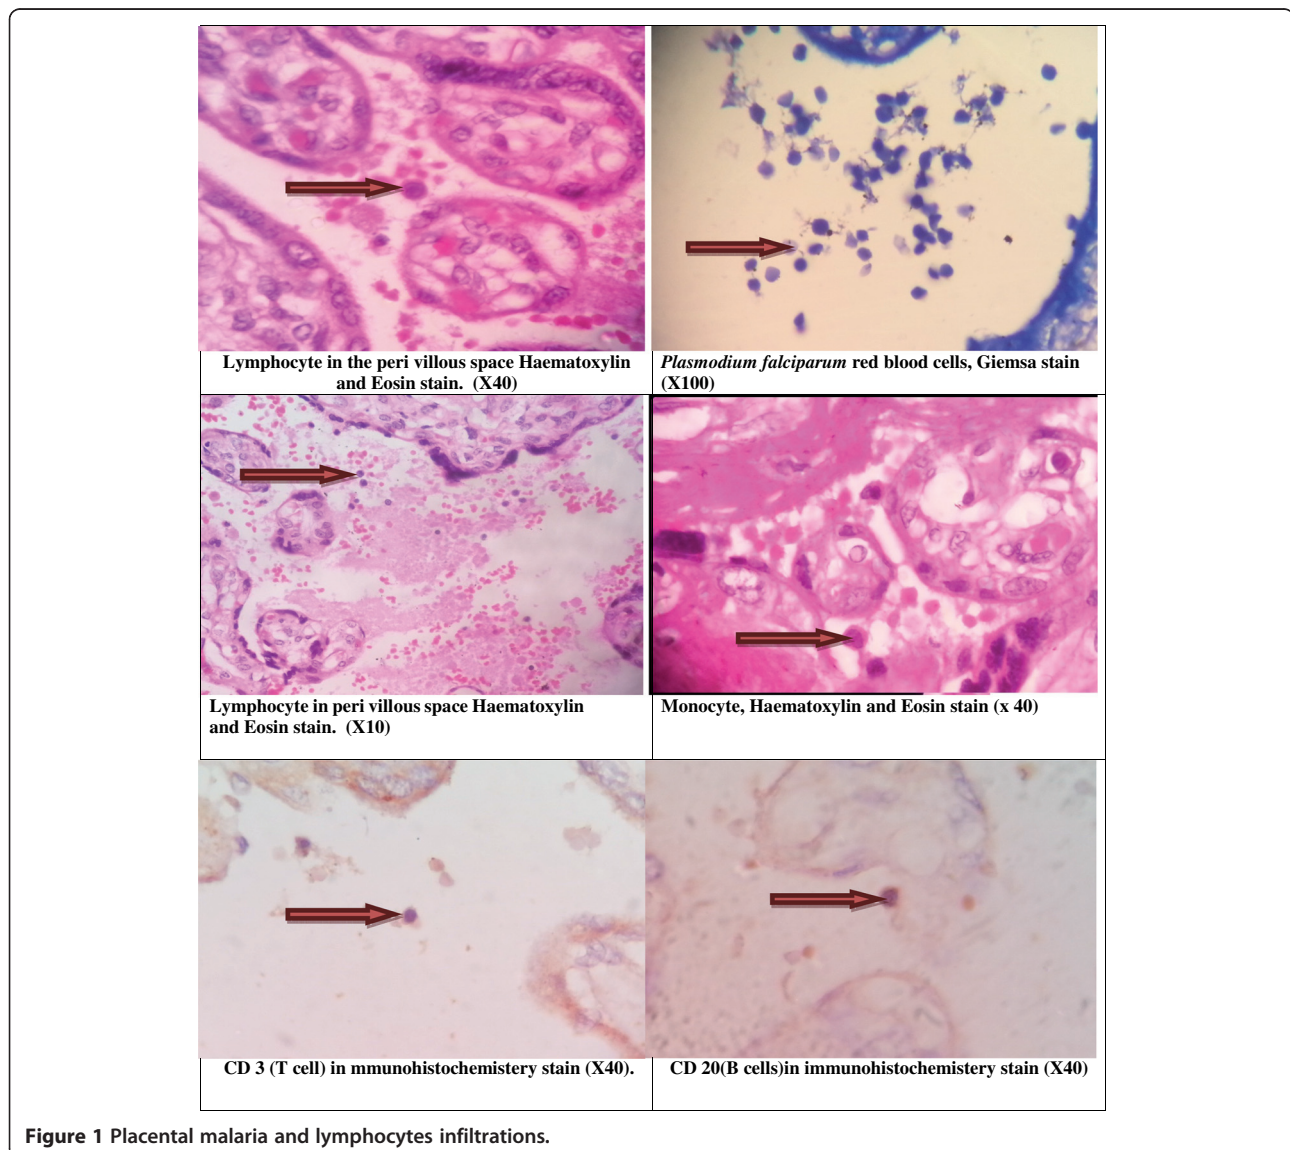 Lymphocyte in the peri villous space Haematoxylin
and Eosin stain. (X40)
Plasmodium falciparum red blood cells, Giemsa stain
(X100)
Lymphocyte in peri villous space Haematoxylin
and Eosin stain. (X10)
Monocyte, Haematoxylin and Eosin stain (x 40)
CD 3 (T cell) in mmunohistochemistery stain (X40).
CD 20(B cells)in immunohistochemistery stain (X40)
Figure 1 Placental malaria and lymphocytes infiltrations.